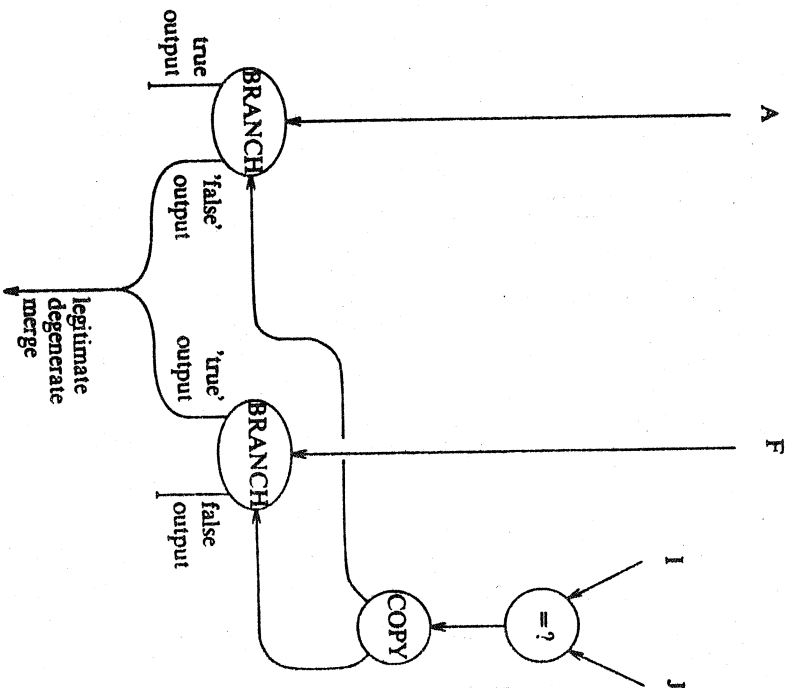 A
F
I
J
=?
COPY
BRANCH
BRANCH
true
output
'false'
output
'true'
output
false
output
legitimate
degenerate
merge